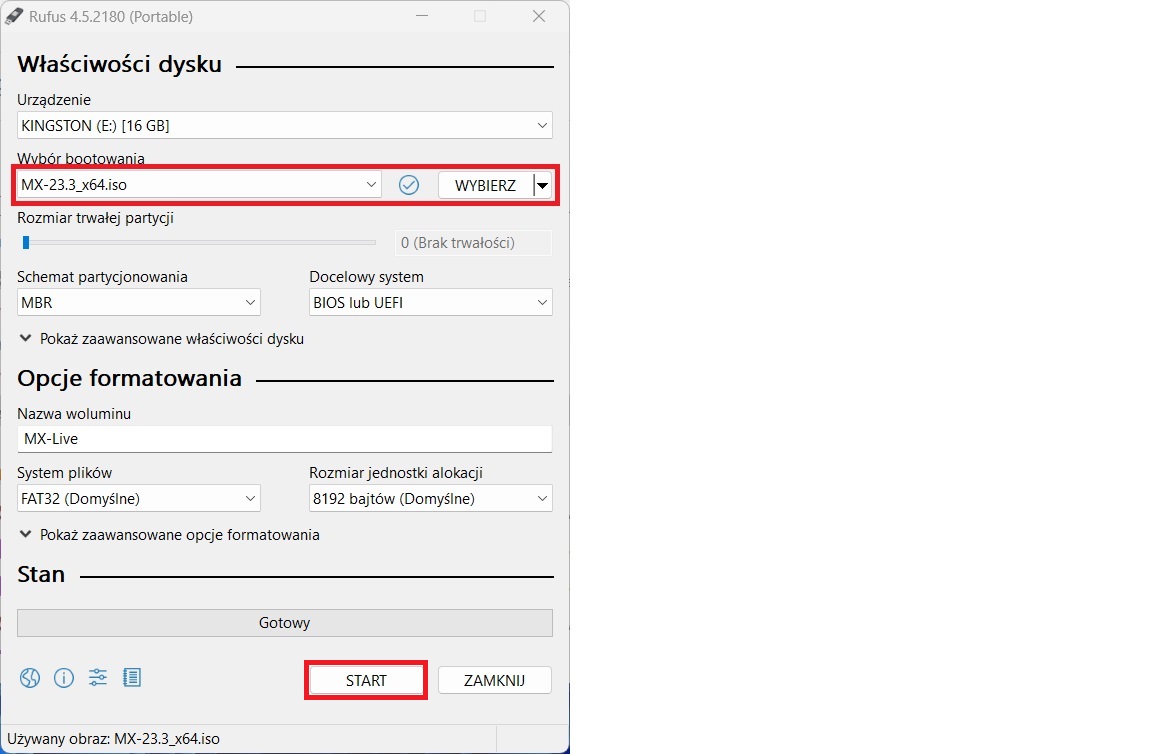 Rufus 4.5.2180 (Portable)
Właściwości dysku
Urządzenie
KINGSTON (E:) [16 GB]
Wybór bootowania
MX-23.3_x64.iso
WYBIERZ
Rozmiar trwałej partycji
0 (Brak trwałości)
Schemat partycjonowania
Docelowy system
MBR
BIOS lub UEFI
Pokaż zaawansowane właściwości dysku
Opcje formatowania
Nazwa woluminu
MX-Live
System plików
Rozmiar jednostki alokacji
FAT32 (Domyślne)
8192 bajtów (Domyślne)
Pokaż zaawansowane opcje formatowania
Stan
Gotowy
START
ZAMKNIJ
Używany obraz: MX-23.3_x64.iso